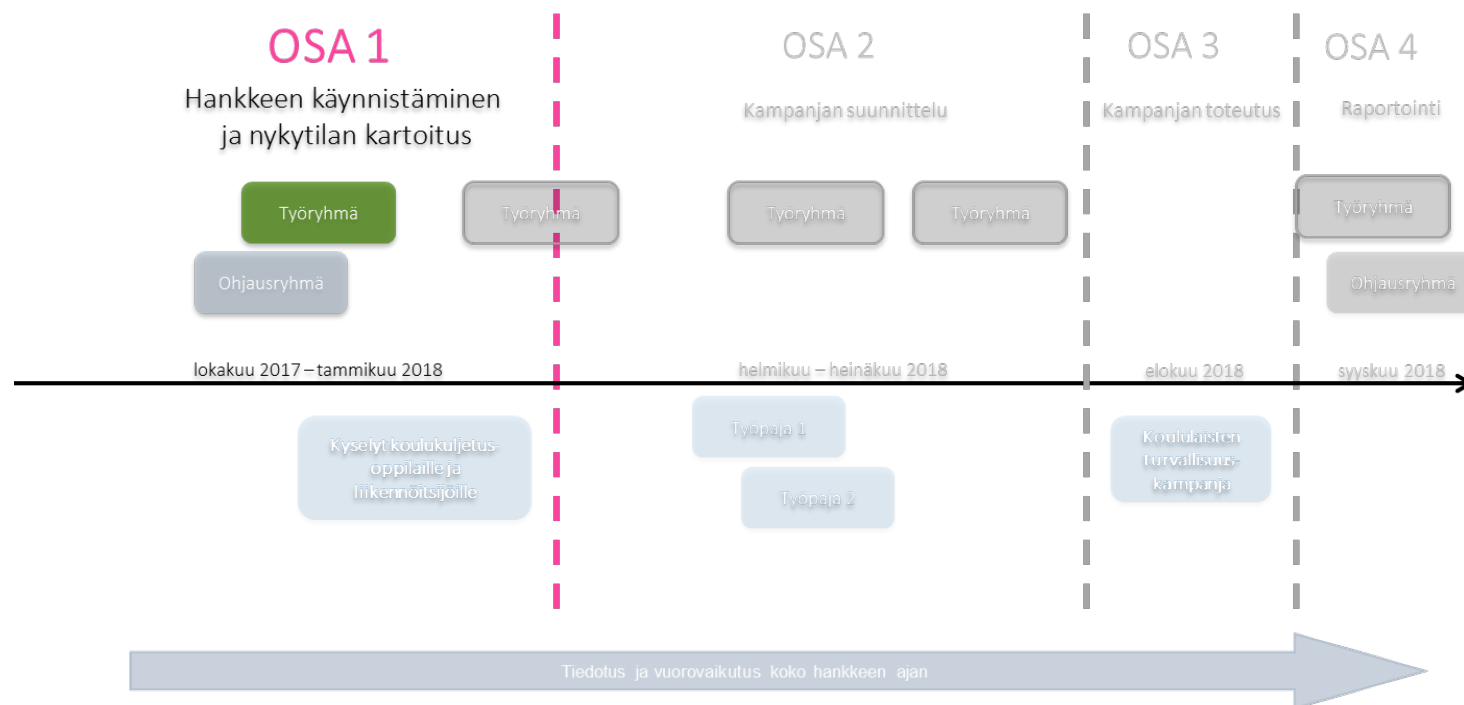 OSA 1
Hankkeen käynnistäminen
ja nykytilan kartoitus
OSA 2
Kampanjan suunnittelu
OSA 3
Kampanjan toteutus
OSA 4
Raportointi
Työryhmä
Työryhmä
Työryhmä
Työryhmä
Työryhmä
Ohjausryhmä
Ohjausryhmä
lokakuu 2017 – tammikuu 2018
helmikuu – heinäkuu 2018
elokuu 2018
syyskuu 2018
Kyselyt koulukuljetus-
oppilaille ja
liikennöitsijöille
Työpaja 1
Työpaja 2
Koululaisten
turvallisuus-
kampanja
Tiedotus ja vuorovaikutus koko hankkeen ajan